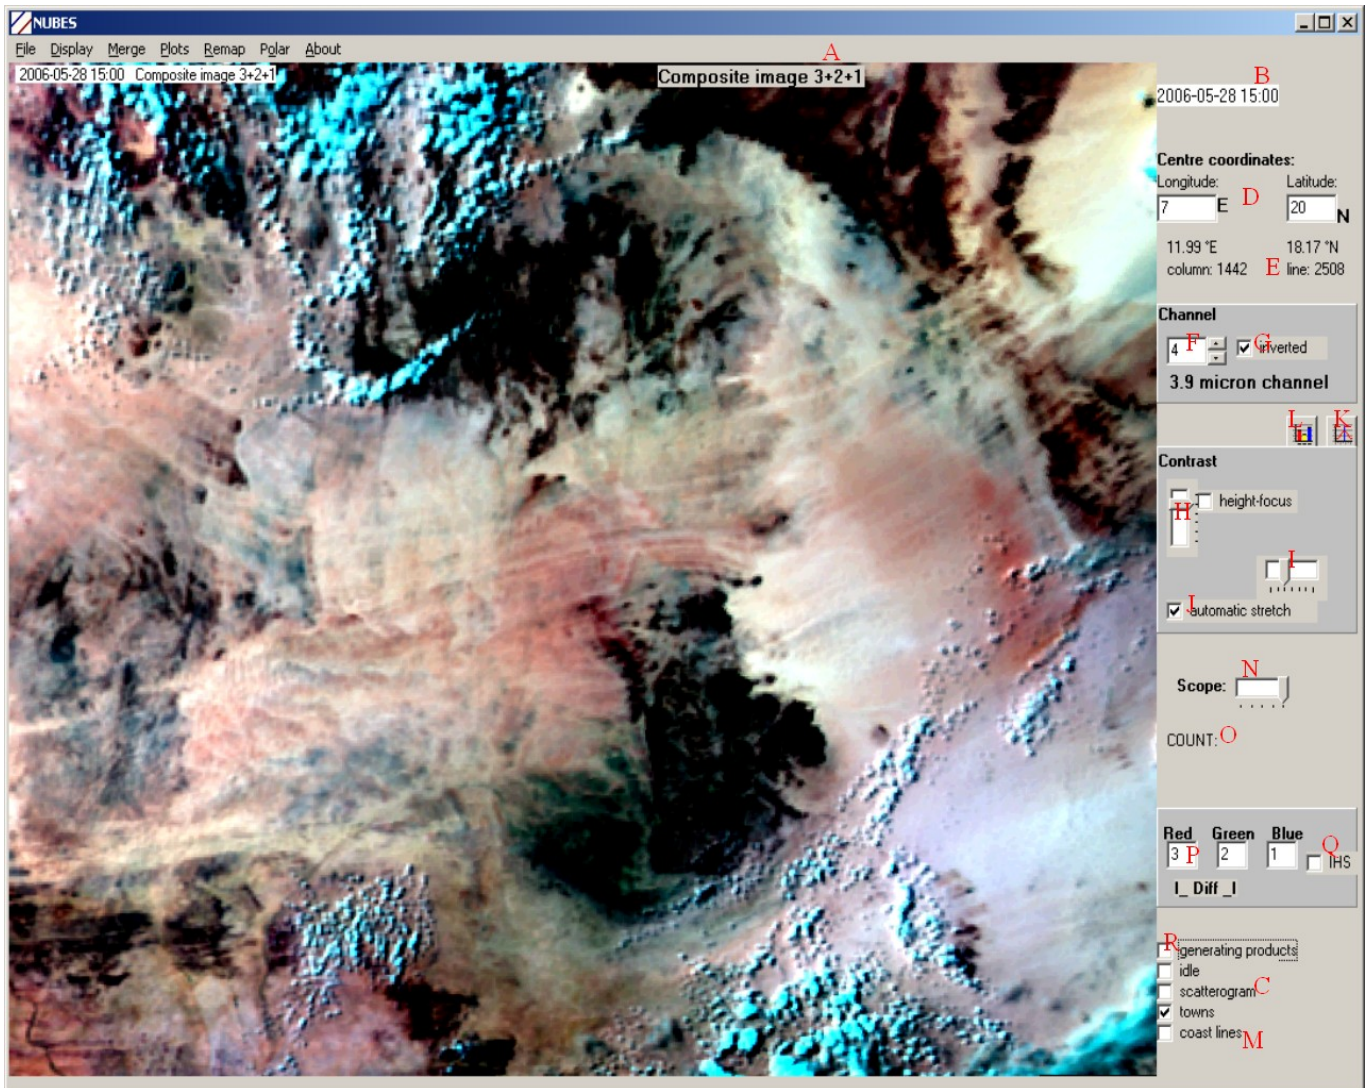 NUBES
File Display Merge Plots Remap Polar About
A
2006-05-28 15:00 Composite image 3+2+1
Composite image 3+2+1
B
2006-05-28 15:00
Centre coordinates:
Longitude: Latitude:
7 E D 20 N
11.99 °E 18.17 °N
column: 1442 E line: 2508
Channel
4 F G inverted
3.9 micron channel
L K
Contrast
H height-focus
I
J automatic stretch
N
Scope:
COUNT: O
Red Green Blue
3 P 2 1 Q IHS
I_ Diff _I
R generating products
idle
scatterogram C
towns
coast lines M